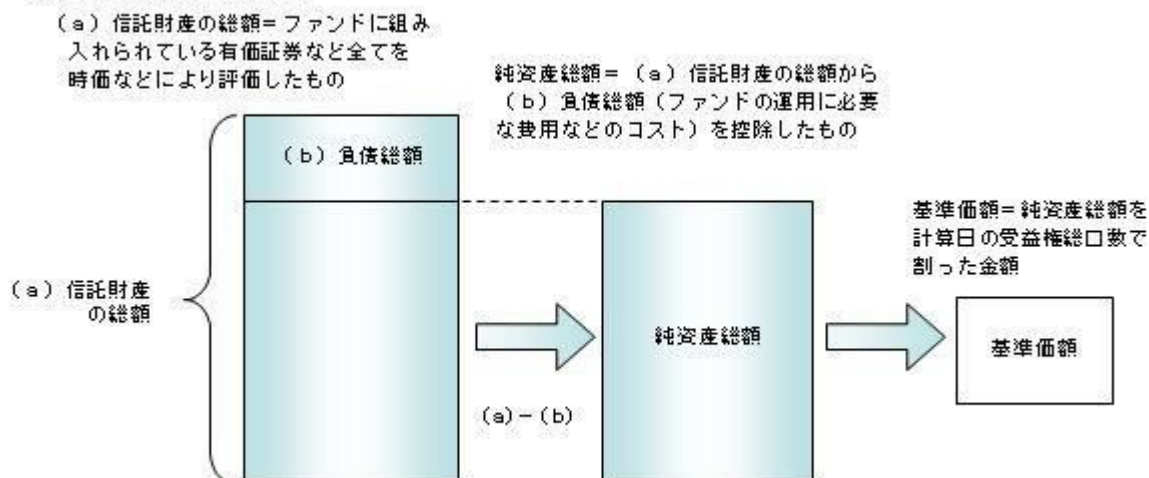 (a)信託財産の総額=ファンドに組み
入れられている有価証券など全てを
時価などにより評価したもの
純資産総額=(a)信託財産の総額から
(b)負債総額(ファンドの運用に必要
な費用などのコスト)を控除したもの
(b)負債総額
基準価額=純資産総額を
計算日の受益権総口数で
割った金額
(a)信託財産
の総額
純資産総額
基準価額
(a)-(b)